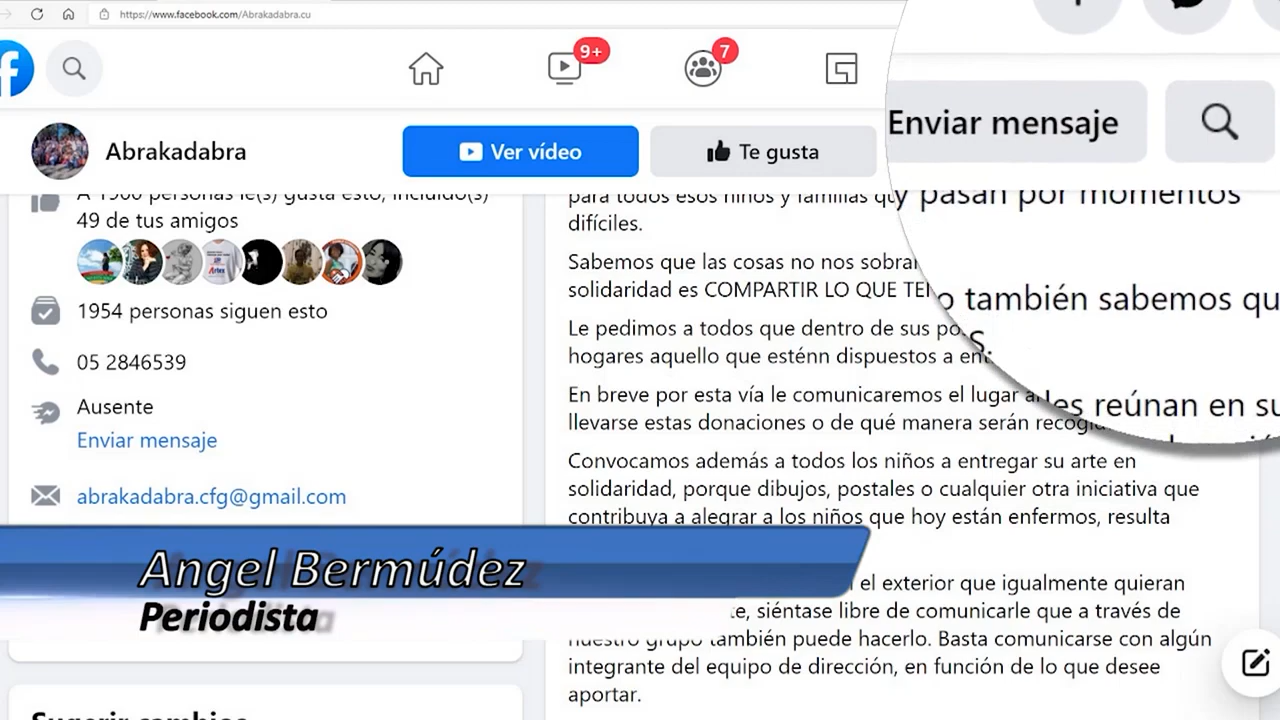 https://www.facebook.com/Abrakadabra.cu
9+
7
Abrakadabra
Ver vídeo
Te gusta
Enviar mensaje
A personas le(s) gusta esto, incluido(s)
49 de tus amigos
1954 personas siguen esto
05 2846539
Ausente
Enviar mensaje
abrakadabra.cfg@gmail.com
para todos esos niños y familias
difíciles.
Sabemos que las cosas no nos sobran
solidaridad es COMPARTIR LO QUE
Le pedimos a todos que dentro de sus
hogares aquello que esténn dispuestos a
En breve por esta vía le comunicaremos el lugar
llevarse estas donaciones o de qué manera serán
Convocamos además a todos los niños a entregar su arte en
solidaridad, porque dibujos, postales o cualquier otra iniciativa que
contribuya a alegrar a los niños que hoy están enfermos, resulta
el exterior que igualmente quieran
siéntase libre de comunicarle que a través de
nuestro grupo también puede hacerlo. Basta comunicarse con algún
integrante del equipo de dirección, en función de lo que desee
aportar.
y pasan por momentos
o también sabemos qu
s.
les reúnan en su
Angel Bermúdez
Periodista
Sugerir cambios